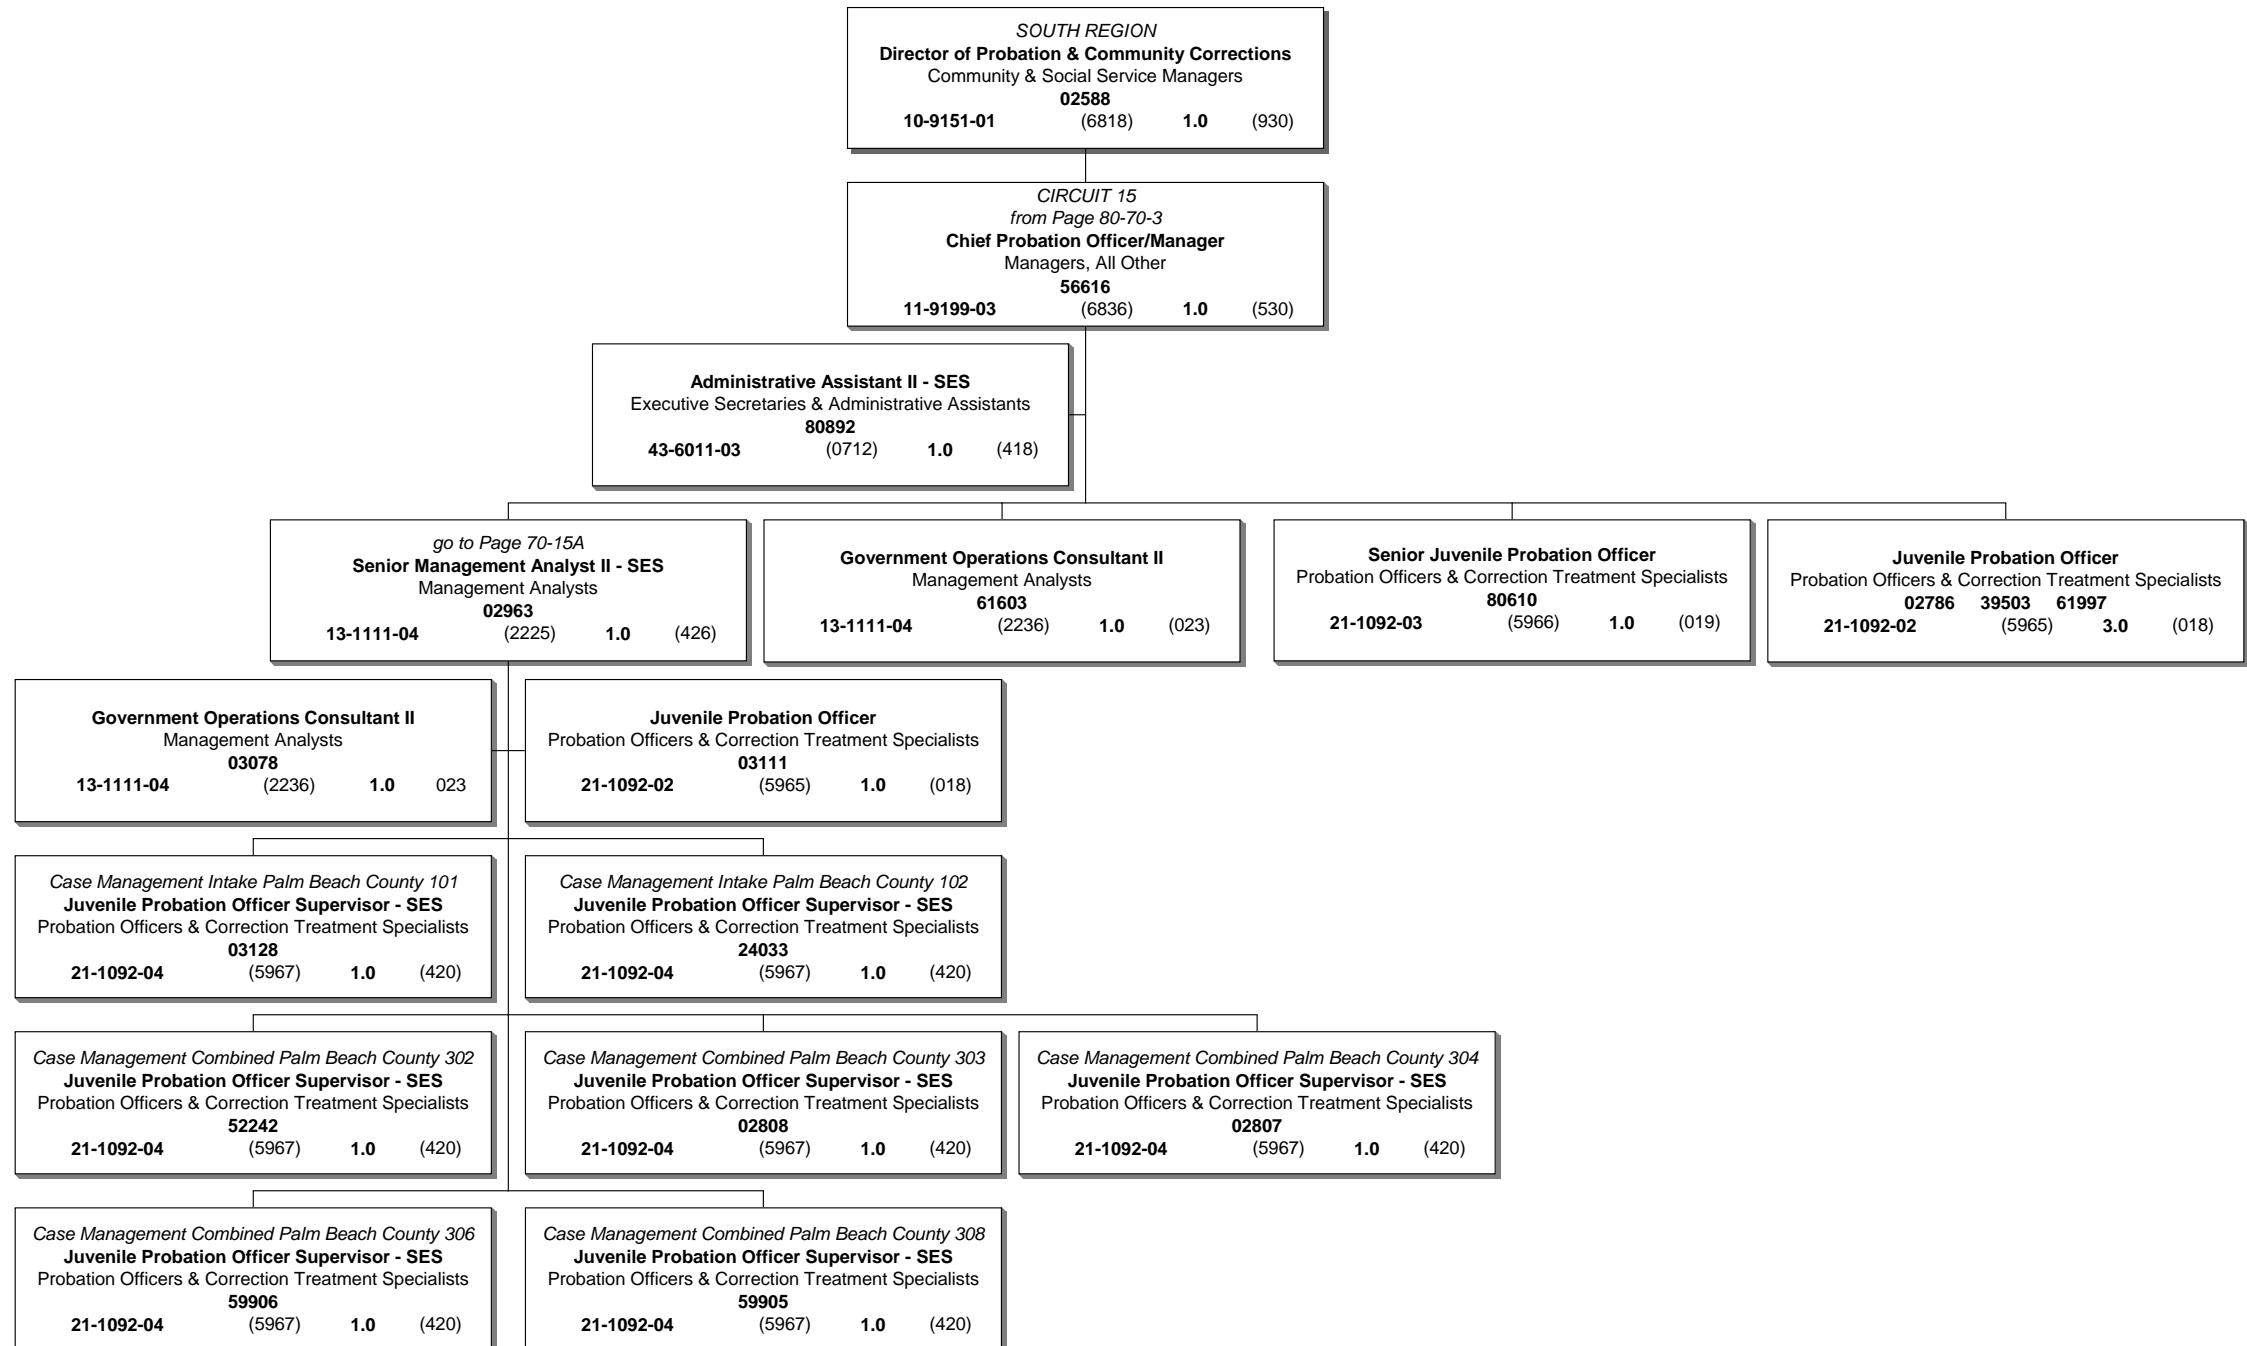 SOUTH REGION
Director of Probation & Community Corrections
Community & Social Service Managers
02588
10-9151-01 (6818) 1.0 (930)
CIRCUIT 15
from Page 80-70-3
Chief Probation Officer/Manager
Managers, All Other
56616
11-9199-03 (6836) 1.0 (530)
Administrative Assistant II - SES
Executive Secretaries & Administrative Assistants
80892
43-6011-03 (0712) 1.0 (418)
go to Page 70-15A
Senior Management Analyst II - SES
Management Analysts
02963
13-1111-04 (2225) 1.0 (426)
Government Operations Consultant II
Management Analysts
61603
13-1111-04 (2236) 1.0 (023)
Senior Juvenile Probation Officer
Probation Officers & Correction Treatment Specialists
80610
21-1092-03 (5966) 1.0 (019)
Juvenile Probation Officer
Probation Officers & Correction Treatment Specialists
02786 39503 61997
21-1092-02 (5965) 3.0 (018)
Government Operations Consultant II
Management Analysts
03078
13-1111-04 (2236) 1.0 023
Juvenile Probation Officer
Probation Officers & Correction Treatment Specialists
03111
21-1092-02 (5965) 1.0 (018)
Case Management Intake Palm Beach County 101
Juvenile Probation Officer Supervisor - SES
Probation Officers & Correction Treatment Specialists
03128
21-1092-04 (5967) 1.0 (420)
Case Management Intake Palm Beach County 102
Juvenile Probation Officer Supervisor - SES
Probation Officers & Correction Treatment Specialists
24033
21-1092-04 (5967) 1.0 (420)
Case Management Combined Palm Beach County 302
Juvenile Probation Officer Supervisor - SES
Probation Officers & Correction Treatment Specialists
52242
21-1092-04 (5967) 1.0 (420)
Case Management Combined Palm Beach County 303
Juvenile Probation Officer Supervisor - SES
Probation Officers & Correction Treatment Specialists
02808
21-1092-04 (5967) 1.0 (420)
Case Management Combined Palm Beach County 304
Juvenile Probation Officer Supervisor - SES
Probation Officers & Correction Treatment Specialists
02807
21-1092-04 (5967) 1.0 (420)
Case Management Combined Palm Beach County 306
Juvenile Probation Officer Supervisor - SES
Probation Officers & Correction Treatment Specialists
59906
21-1092-04 (5967) 1.0 (420)
Case Management Combined Palm Beach County 308
Juvenile Probation Officer Supervisor - SES
Probation Officers & Correction Treatment Specialists
59905
21-1092-04 (5967) 1.0 (420)